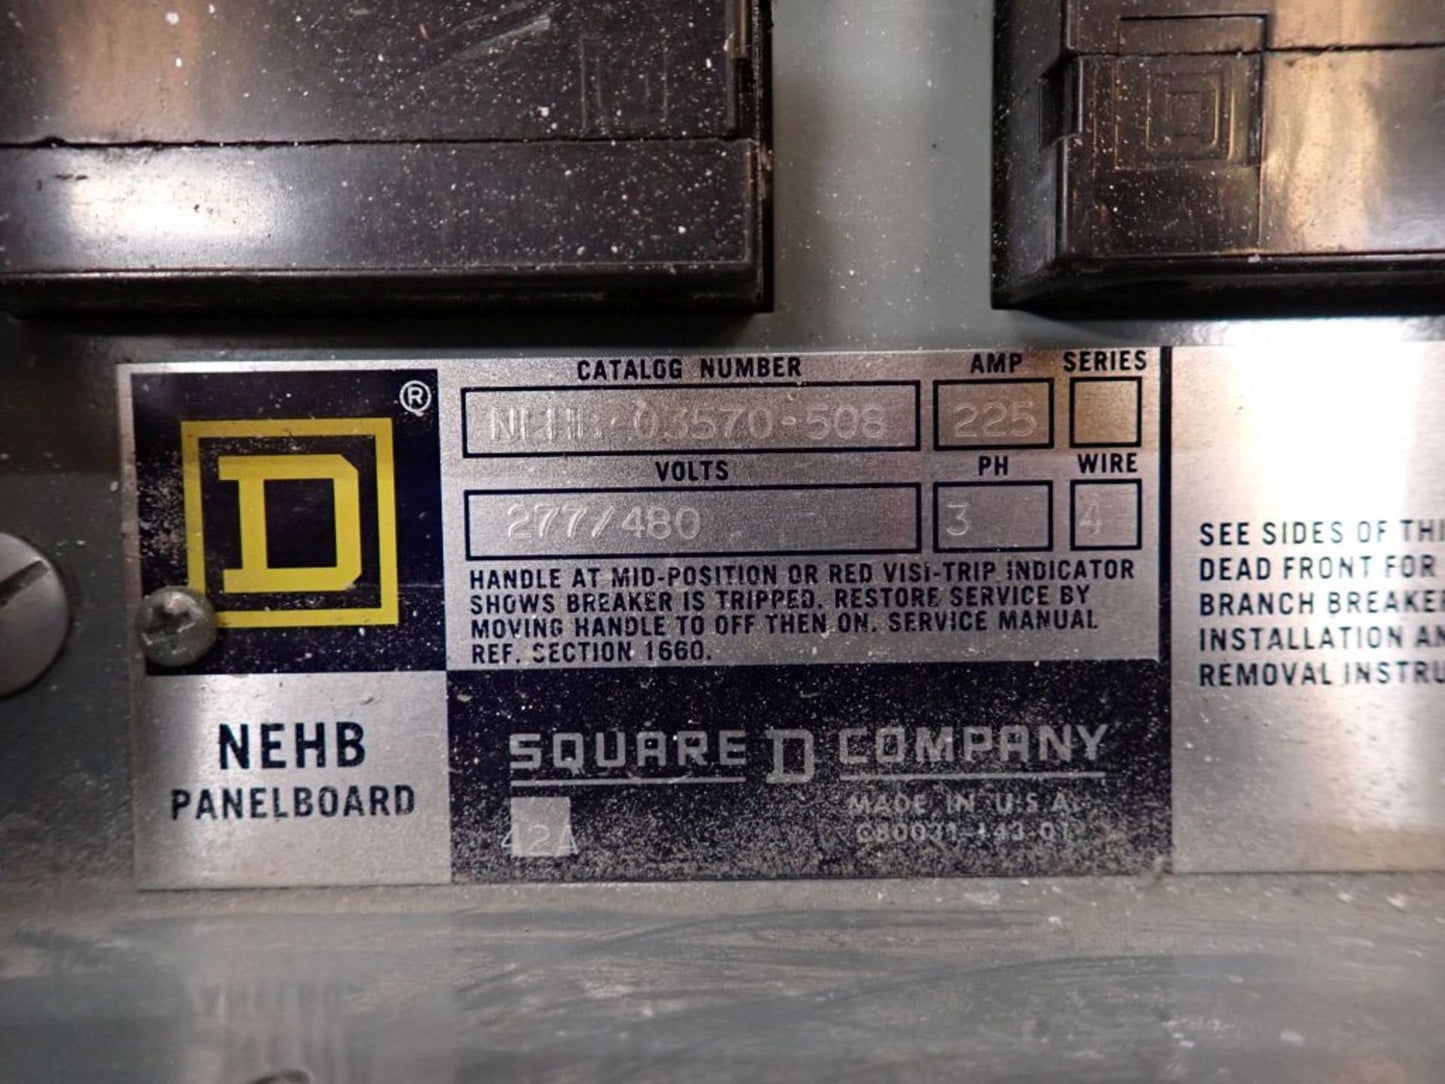 CATALOG NUMBER AMP SERIES
03570-508 225
VOLTS PH WIRE
277/480 3 4
HANDLE AT MID-POSITION OR RED VISI-TRIP INDICATOR
SHOWS BREAKER IS TRIPPED. RESTORE SERVICE BY
MOVING HANDLE TO OFF THEN ON. SERVICE MANUAL
REF. SECTION 1660.
D ®
NEHB
PANELBOARD
SQUARE D COMPANY
MADE IN U.S.A.
42A
SEE SIDES OF THI
DEAD FRONT FOR
BRANCH BREAKE
INSTALLATION AN
REMOVAL INSTRU